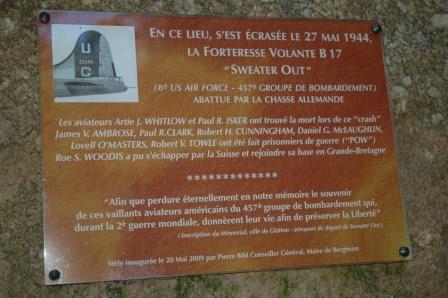 U
G
EN CE LIEU, S'EST ÉCRASÉE LE 27 MAI 1944,
LA FORTERESSE VOLANTE B 17
"SWEATER OUT"
(8è US AIR FORCE - 457è GROUPE DE BOMBARDEMENT)
ABATTUE PAR LA CHASSE ALLEMANDE
Les aviateurs Artie J. WHITLOW et Paul R. ISKER ont trouvé la mort lors de ce "crash"
James V. AMBROSE, Paul R.CLARK, Robert H. CUNNINGHAM, Daniel G. McLAUGHLIN,
Lovell O'MASTERS, Robert V. TOWLE ont été fait prisonniers de guerre ("POW")
Roe S. WOODIS a pu s'échapper par la Suisse et rejoindre sa base en Grande-Bretagne
*************
"Afin que perdure éternellement en notre mémoire le souvenir
de ces vaillants aviateurs américains du 457è groupe de bombardement qui,
durant la 2è guerre mondiale, donnèrent leur vie afin de préserver la Liberté"
(Inscription du Mémorial, ville de Glatton - aéroport de départ de Sweater Out)
Stèle inaugurée le 20 Mai 2009 par Pierre Bihl Conseiller Général, Maire de Bergheim